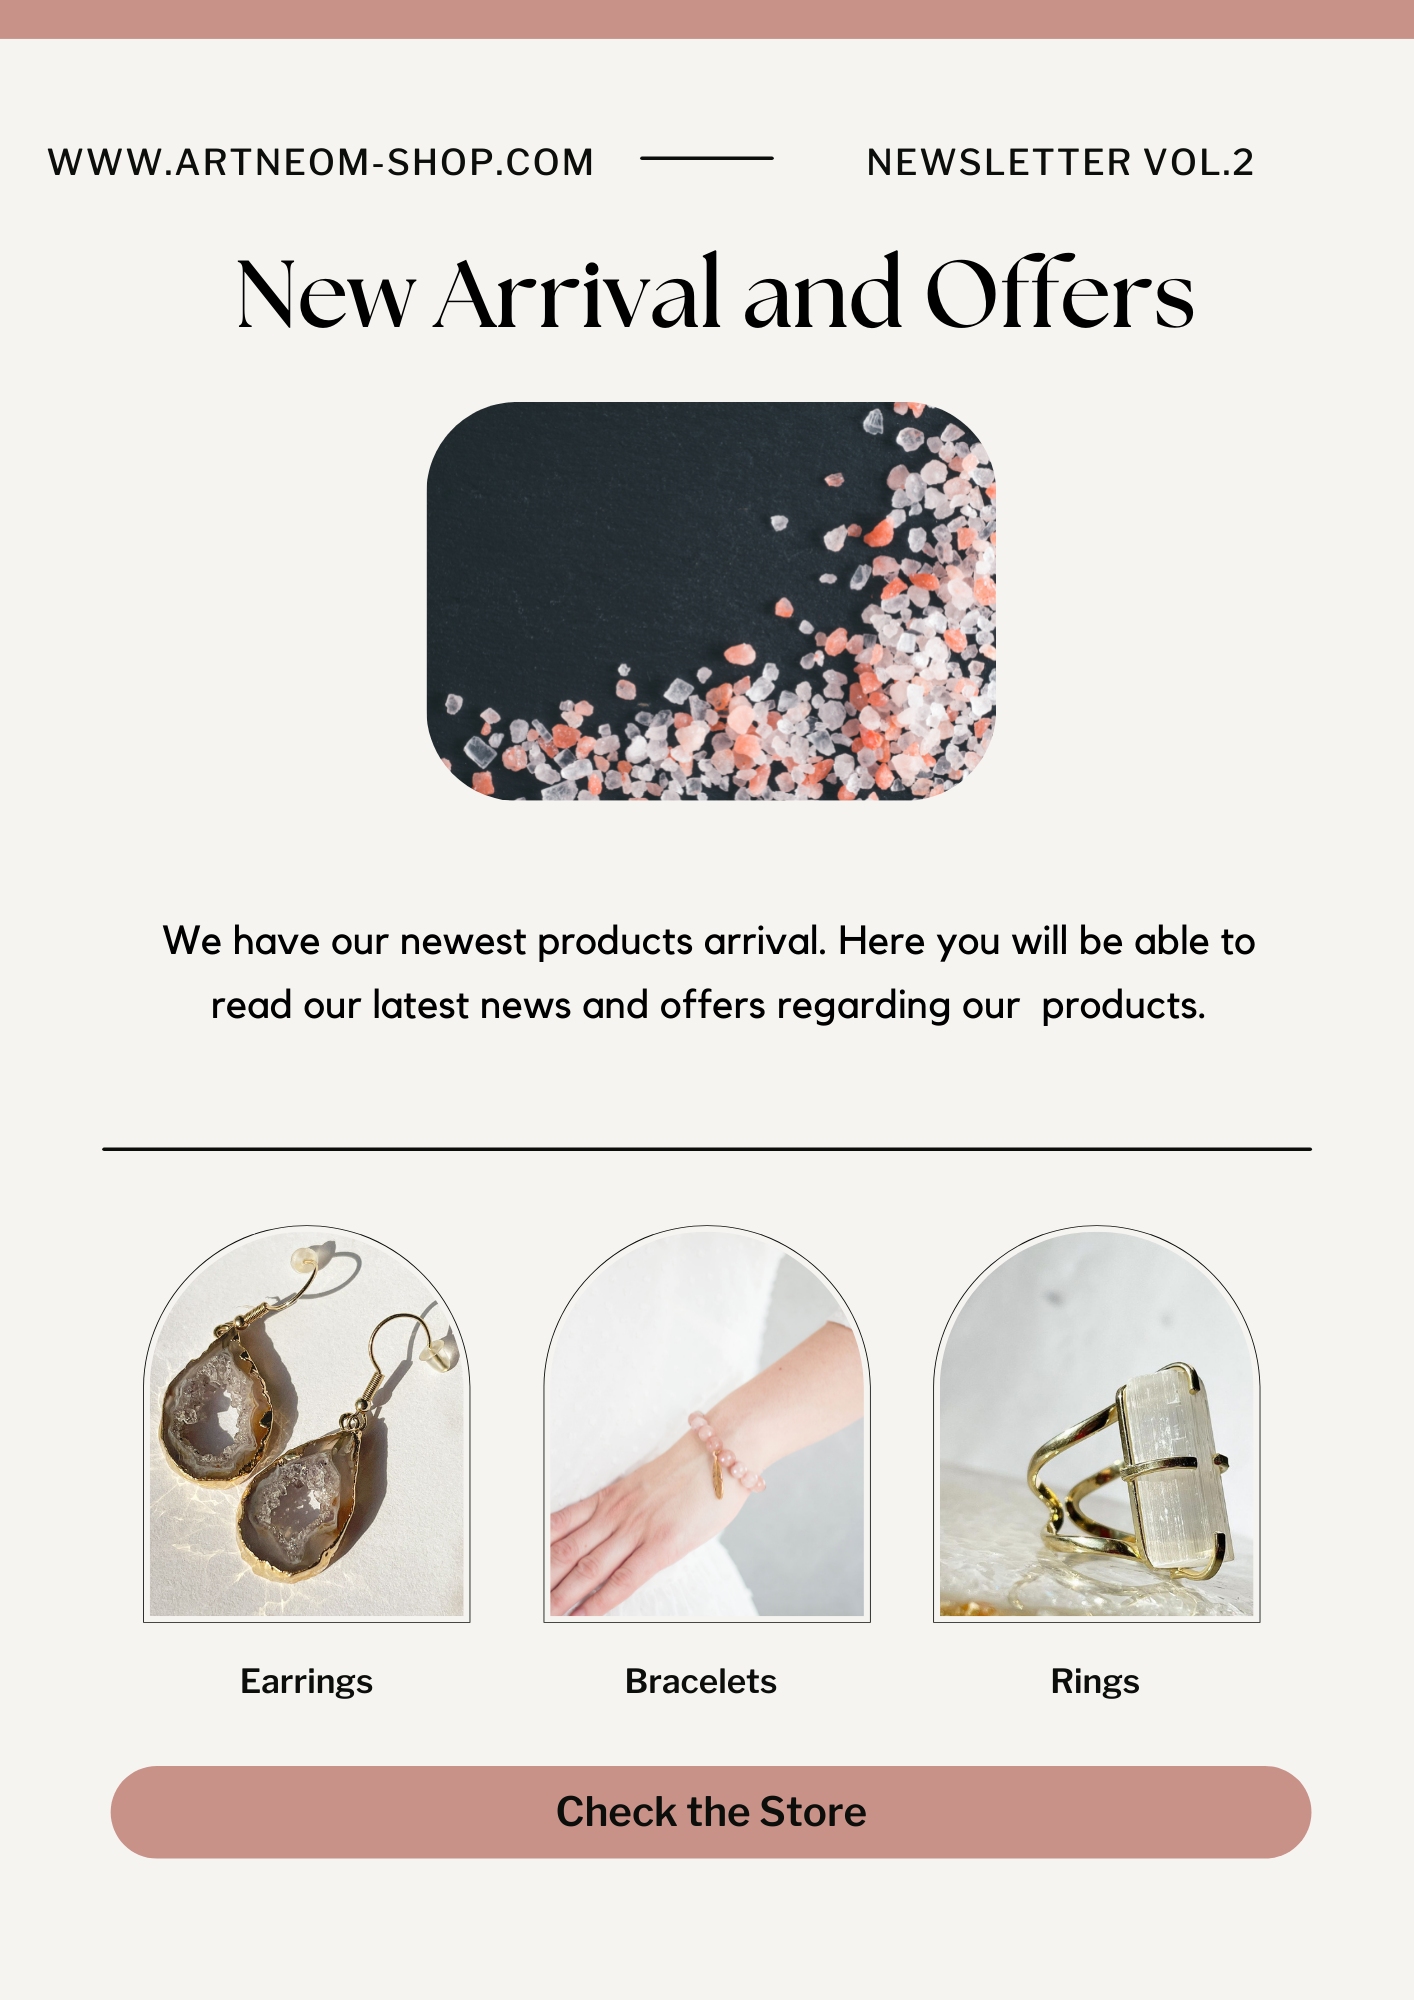 WWW.ARTNEOM-SHOP.COM
NEWSLETTER VOL.2
New Arrival and Offers
We have our newest products arrival. Here you will be able to
read our latest news and offers regarding our  products.
Earrings
Bracelets
Rings
Check the Store